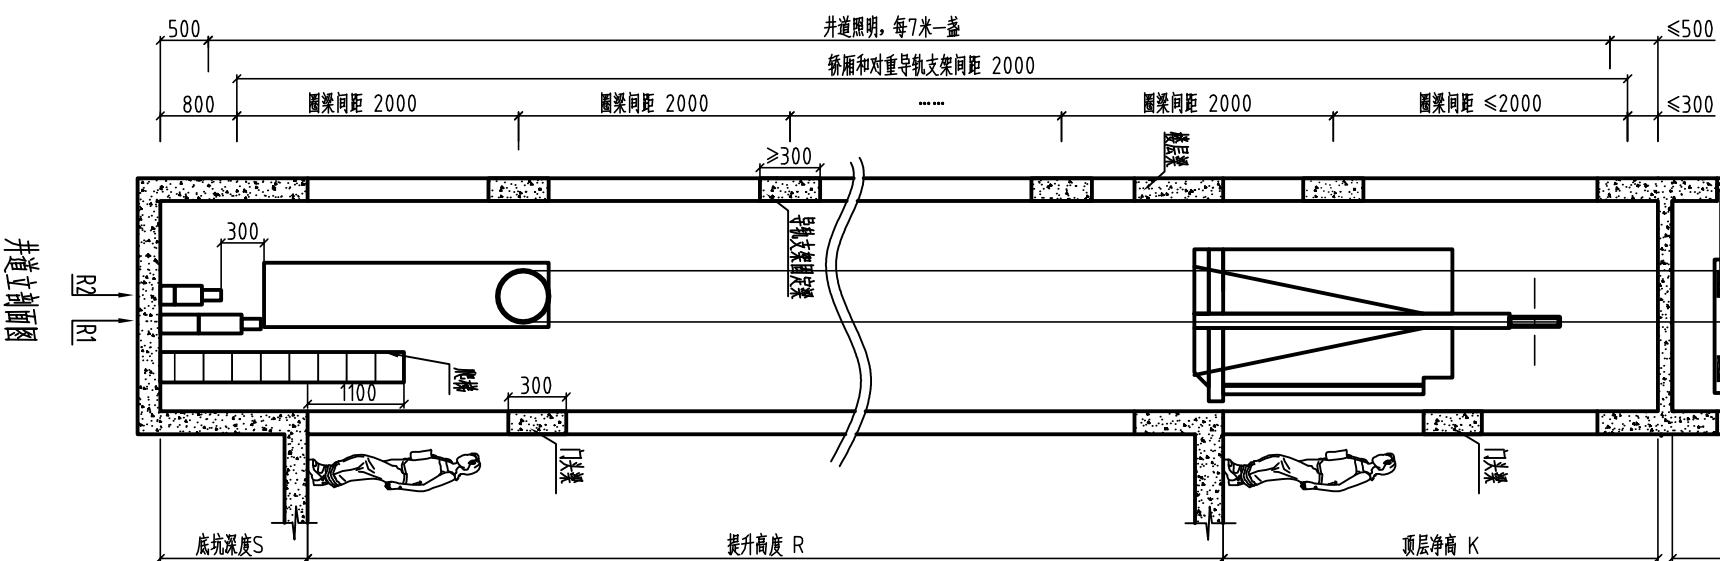 500
井道照明，每7米一盏
≤500
轿厢和对重导轨支架间距 2000
800
圈梁间距 2000
圈梁间距 2000
……
圈梁间距 2000
圈梁间距 ≤2000
≤300
楼层梁
≥300
导轨支架固定梁
300
井道立剖面图
R2
R1
爬梯
1100
300
门头梁
门头梁
底坑深度S
提升高度 R
顶层净高 K